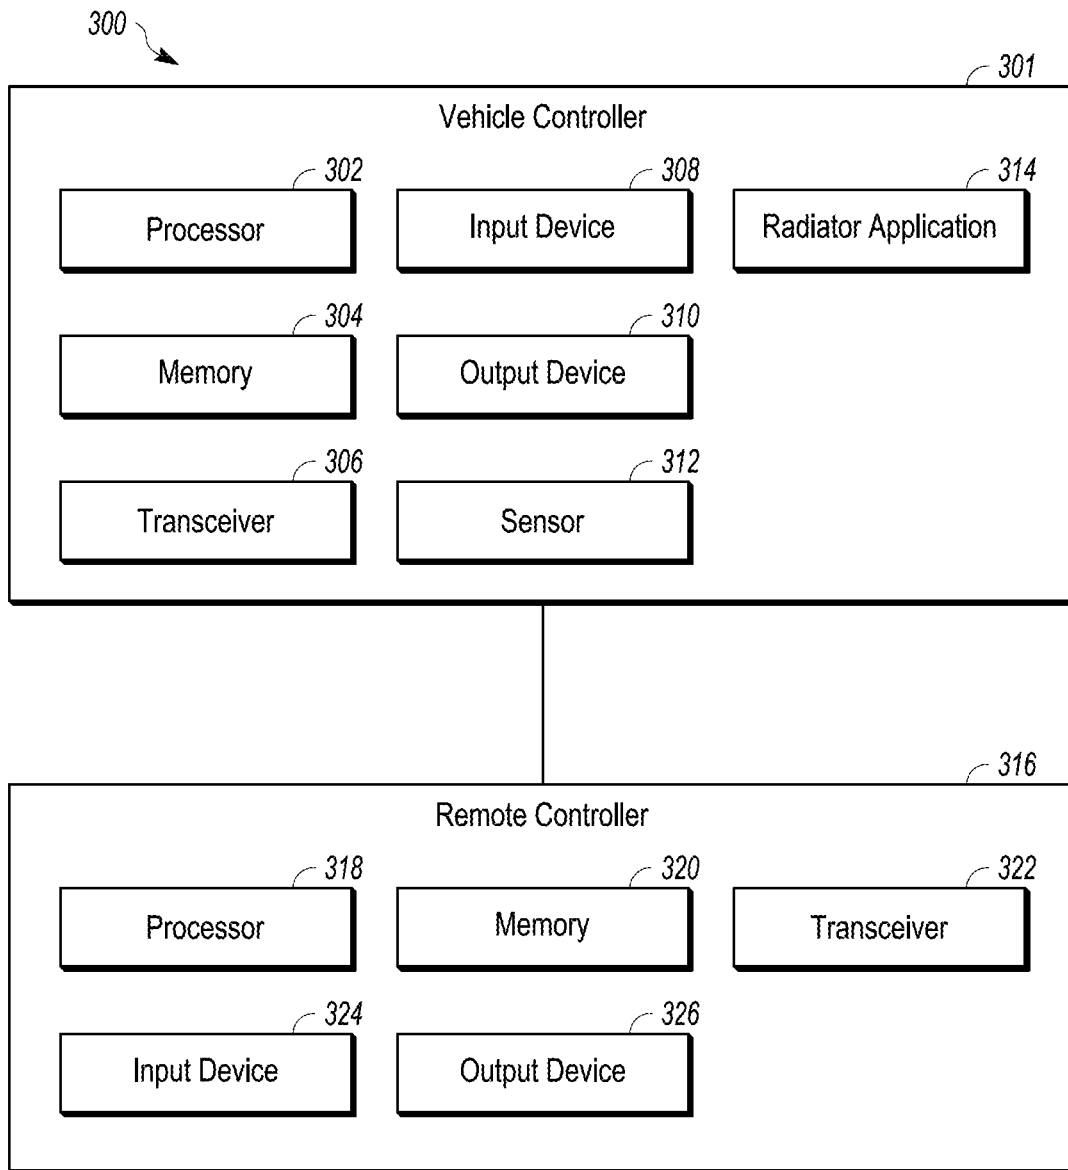 300
301
Vehicle Controller
302
Processor
308
Input Device
314
Radiator Application
304
Memory
310
Output Device
306
Transceiver
312
Sensor
316
Remote Controller
318
Processor
320
Memory
322
Transceiver
324
Input Device
326
Output Device